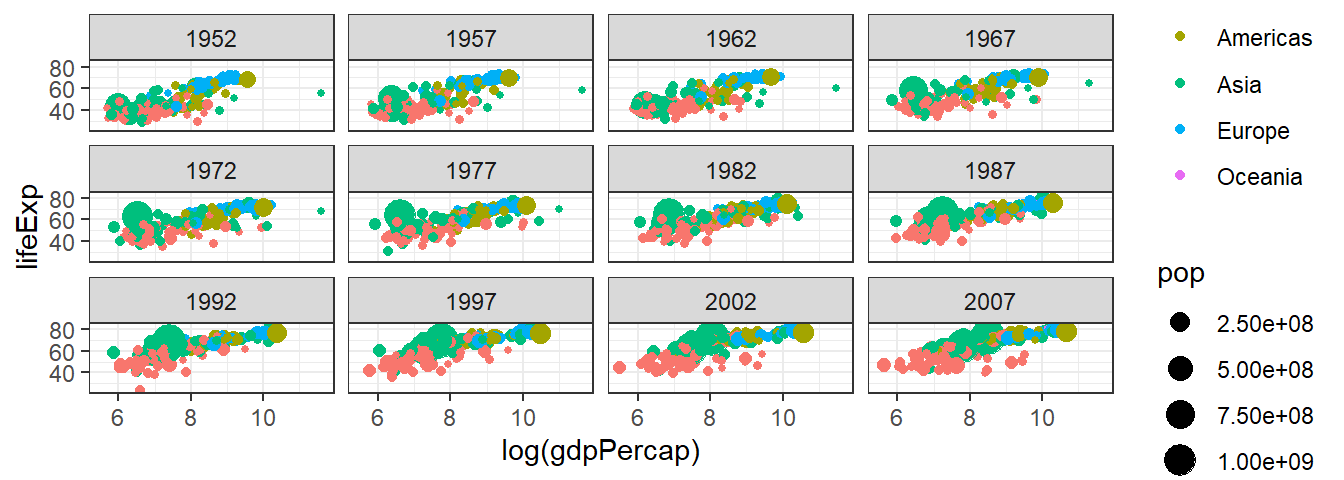 1952 1957 1962 1967
80
60
40
1972 1977 1982 1987
80
60
40
1992 1997 2002 2007
80
60
40
6 8 10 6 8 10 6 8 10 6 8 10
log(gdpPercap)
lifeExp
Americas
Asia
Europe
Oceania
pop
2.50e+08
5.00e+08
7.50e+08
1.00e+09